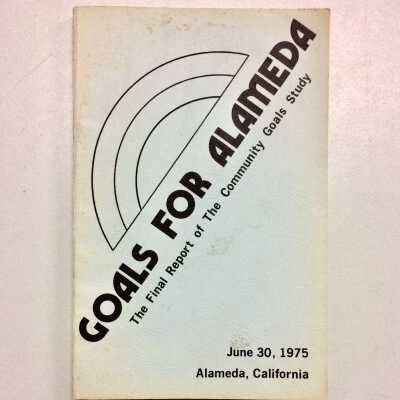 GOALS FOR ALAMEDA
The Final Report of The Community Goals Study
June 30, 1975
Alameda, California